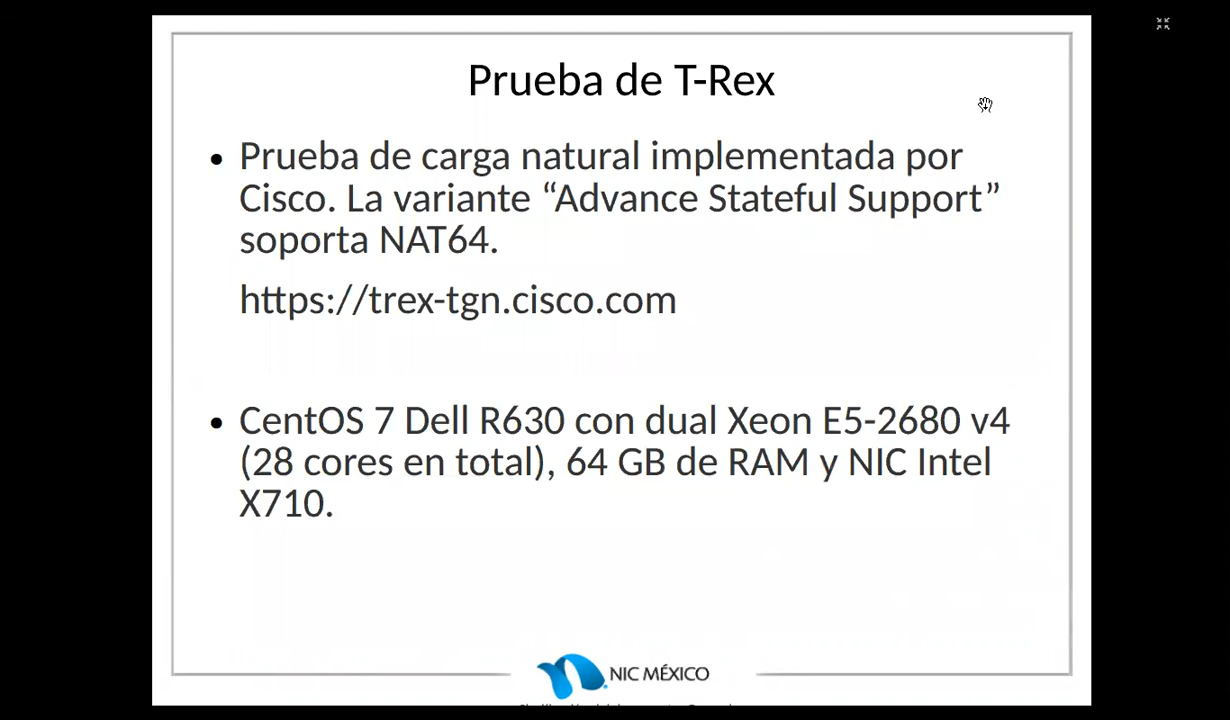 Prueba de T-Rex
• Prueba de carga natural implementada por
Cisco. La variante “Advance Stateful Support”
soporta NAT64.
https://trex-tgn.cisco.com
• CentOS 7 Dell R630 con dual Xeon E5-2680 v4
(28 cores en total), 64 GB de RAM y NIC Intel
X710.
NIC MÉXICO